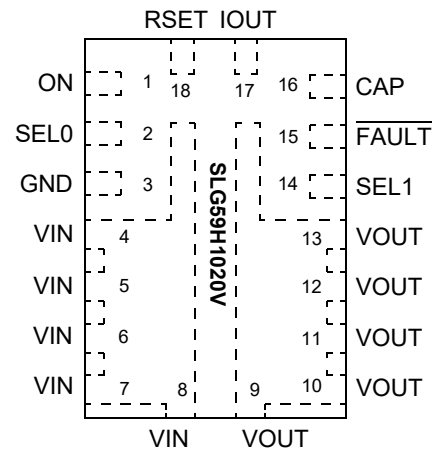 RSET IOUT
18 17
ON 1 16 CAP
SEL0 2 15 FAULT
GND 3 14 SEL1
SLG59H1020V
VIN 4 13 VOUT
VIN 5 12 VOUT
VIN 6 11 VOUT
VIN 7 8 9 10 VOUT
VIN VOUT